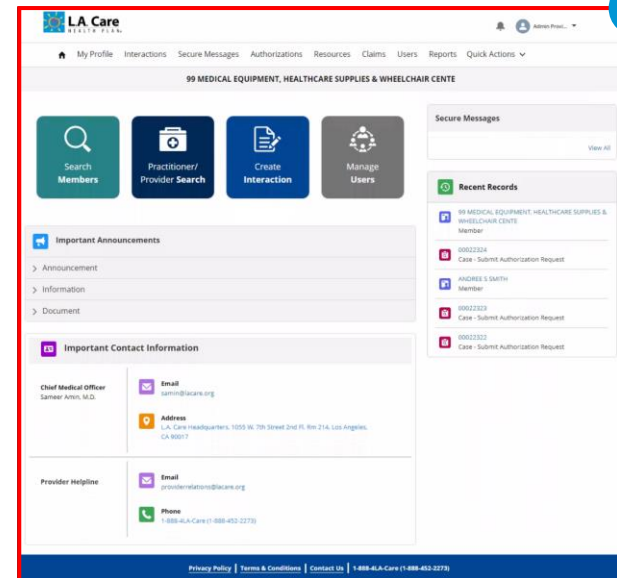 L.A. Care
HEALTH PLAN.
Admin Provi...
My Profile Interactions Secure Messages Authorizations Resources Claims Users Reports Quick Actions
99 MEDICAL EQUIPMENT, HEALTHCARE SUPPLIES & WHEELCHAIR CENTE
Search
Members
Practitioner/
Provider Search
Create
Interaction
Manage
Users
Important Announcements
Announcement
Information
Document
Important Contact Information
Chief Medical Officer
Sameer Amin, M.D.
Email
samin@lacare.org
Address
L.A. Care Headquarters, 1055 W. 7th Street 2nd Fl. Rm 214, Los Angeles,
CA 90017
Provider Helpline
Email
providerrelations@lacare.org
Phone
1-888-4LA-Care (1-888-452-2273)
Secure Messages
View All
Recent Records
99 MEDICAL EQUIPMENT, HEALTHCARE SUPPLIES &
WHEELCHAIR CENTE
Member
00022324
Case - Submit Authorization Request
ANDREE S SMITH
Member
00022323
Case - Submit Authorization Request
00022322
Case - Submit Authorization Request
Privacy Policy | Terms & Conditions | Contact Us | 1-888-4LA-Care (1-888-452-2273)